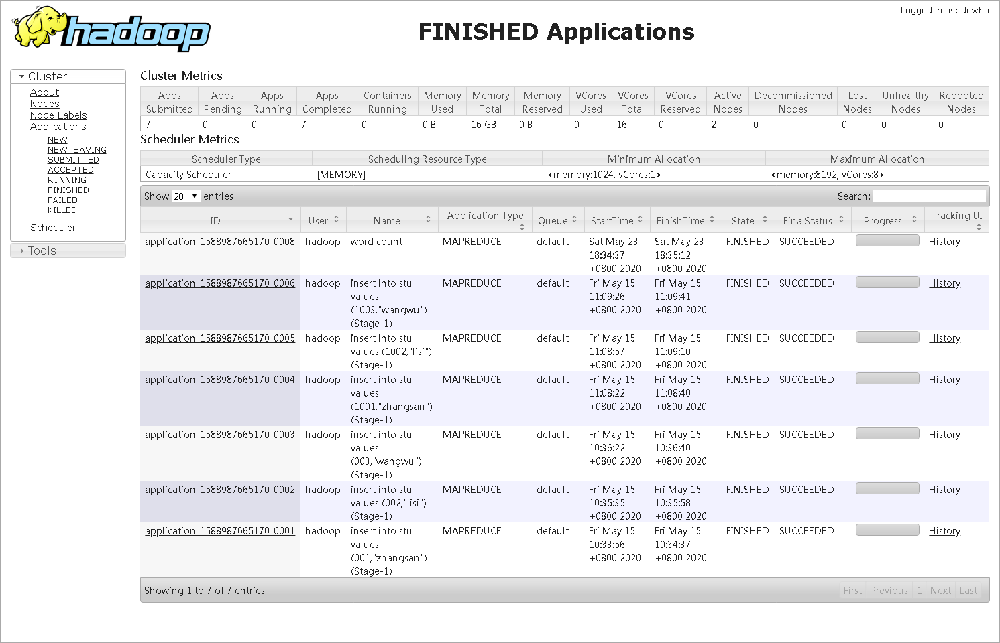 Logged in as: dr.who
hadoop
FINISHED Applications
Cluster
About
Nodes
Node Labels
Applications
NEW
NEW_SAVING
SUBMITTED
ACCEPTED
RUNNING
FINISHED
FAILED
KILLED
Scheduler
Tools
Cluster Metrics
Apps Submitted Apps Pending Apps Running Apps Completed Containers Running Memory Used Memory Total Memory Reserved VCores Used VCores Total VCores Reserved Active Nodes Decommissioned Nodes Lost Nodes Unhealthy Nodes Rebooted Nodes
7 0 0 7 0 0 B 16 GB 0 B 0 16 0 2 0 0 0 0
Scheduler Metrics
Scheduler Type Scheduling Resource Type Minimum Allocation Maximum Allocation
Capacity Scheduler [MEMORY] <memory:1024, vCores:1> <memory:8192, vCores:8>
Show 20 entries Search:
ID User Name Application Type Queue StartTime FinishTime State FinalStatus Progress Tracking UI
application_1588987665170_0008 hadoop word count MAPREDUCE default Sat May 23 Sat May 23 FINISHED SUCCEEDED History
18:34:37 18:35:12
+0800 2020 +0800 2020
application_1588987665170_0006 hadoop insert into stu MAPREDUCE default Fri May 15 Fri May 15 FINISHED SUCCEEDED History
values 11:09:26 11:09:41
(1003,"wangwu") +0800 2020 +0800 2020
(Stage-1)
application_1588987665170_0005 hadoop insert into stu MAPREDUCE default Fri May 15 Fri May 15 FINISHED SUCCEEDED History
values (1002,"lisi") 11:08:57 11:09:10
(Stage-1) +0800 2020 +0800 2020
application_1588987665170_0004 hadoop insert into stu MAPREDUCE default Fri May 15 Fri May 15 FINISHED SUCCEEDED History
values 11:08:22 11:08:40
(1001,"zhangsan") +0800 2020 +0800 2020
(Stage-1)
application_1588987665170_0003 hadoop insert into stu MAPREDUCE default Fri May 15 Fri May 15 FINISHED SUCCEEDED History
values 10:36:22 10:36:40
(003,"wangwu") +0800 2020 +0800 2020
(Stage-1)
application_1588987665170_0002 hadoop insert into stu MAPREDUCE default Fri May 15 Fri May 15 FINISHED SUCCEEDED History
values (002,"lisi") 10:35:35 10:35:58
(Stage-1) +0800 2020 +0800 2020
application_1588987665170_0001 hadoop insert into stu MAPREDUCE default Fri May 15 Fri May 15 FINISHED SUCCEEDED History
values 10:33:56 10:34:37
(001,"zhangsan") +0800 2020 +0800 2020
(Stage-1)
Showing 1 to 7 of 7 entries First Previous 1 Next Last